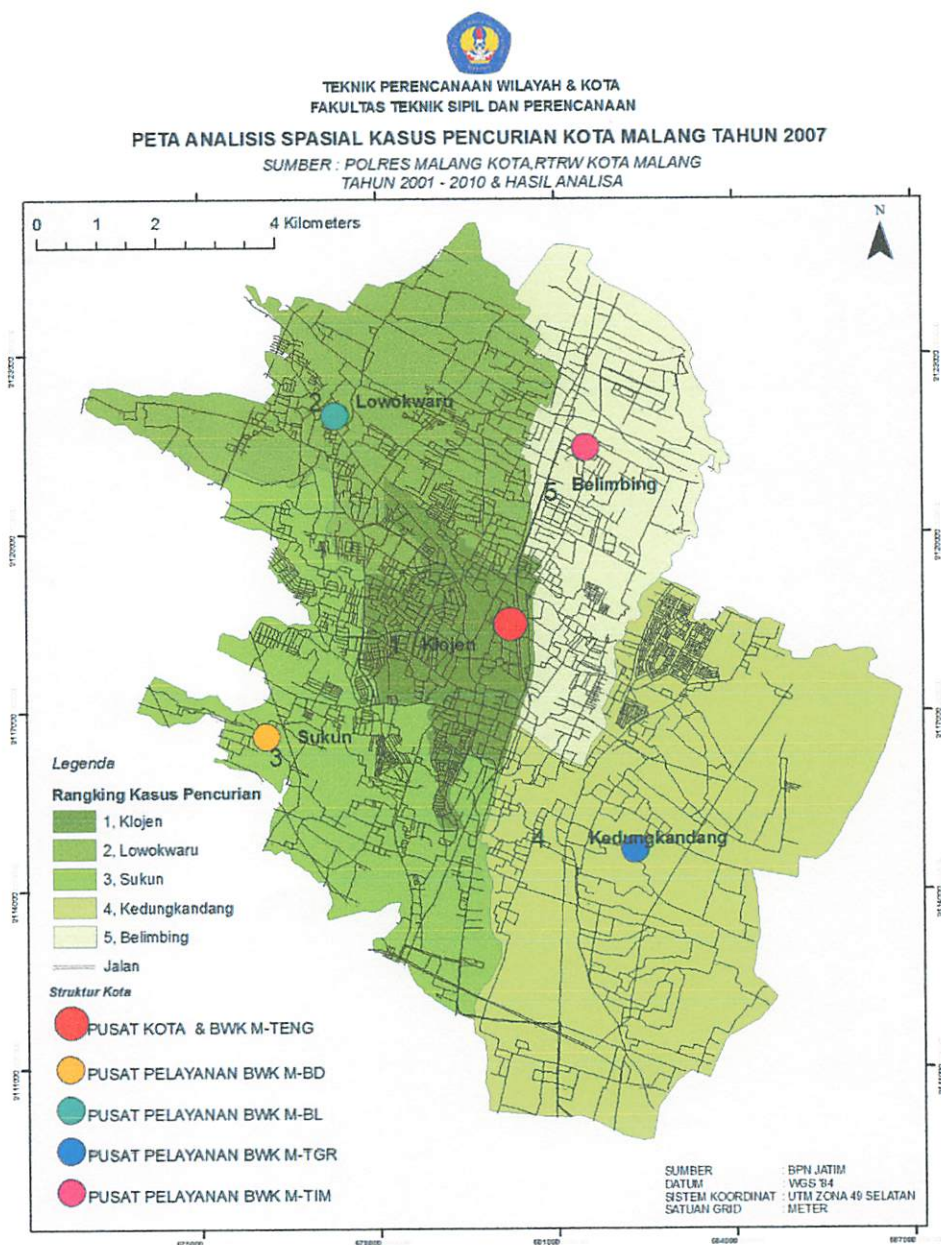 TEKNIK PERENCANAAN WILAYAH & KOTA
FAKULTAS TEKNIK SIPIL DAN PERENCANAAN
PETA ANALISIS SPASIAL KASUS PENCURIAN KOTA MALANG TAHUN 2007
SUMBER : POLRES MALANG KOTA,RTRW KOTA MALANG
TAHUN 2001 - 2010 & HASIL ANALISA
0 1 2 4 Kilometers
N
2 Lowokwaru
5 Belimbing
1 Klojen
Sukun
3
4 Kedungkandang
Legenda
Rangking Kasus Pencurian
1, Klojen
2, Lowokwaru
3, Sukun
4, Kedungkandang
5, Belimbing
Jalan
Struktur Kota
PUSAT KOTA & BWK M-TENG
PUSAT PELAYANAN BWK M-BD
PUSAT PELAYANAN BWK M-BL
PUSAT PELAYANAN BWK M-TGR
PUSAT PELAYANAN BWK M-TIM
SUMBER : BPN JATIM
DATUM : WGS '84
SISTEM KOORDINAT : UTM ZONA 49 SELATAN
SATUAN GRID : METER